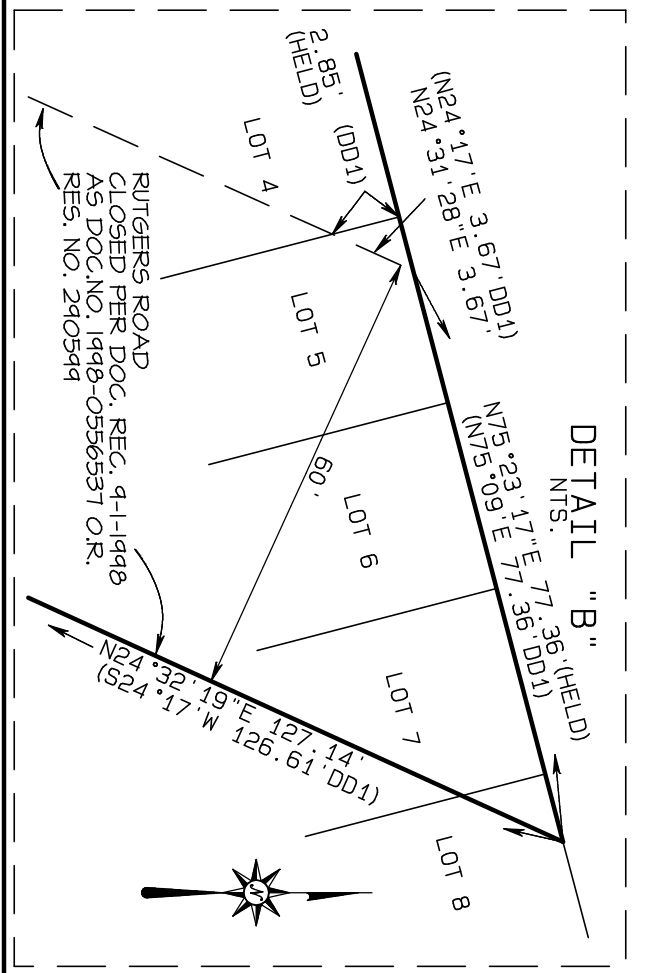 DETAIL "B"
NTS.
(N24°17'E 3.67'DD1)
N24°31'28"E 3.67'
2.85'
(HELD)
(DD1)
N75°23'17"E 77.36'(HELD)
(N75°09'E 77.36'DD1)
LOT 4
LOT 5
LOT 6
LOT 7
LOT 8
60'
N24°32'19"E 127.14'
(S24°17'W 126.61'DD1)
RUTGERS ROAD
CLOSED PER DOC. REC. 9-1-1998
AS DOC.NO. 1998-0556537 O.R.
RES. NO. 290599
N